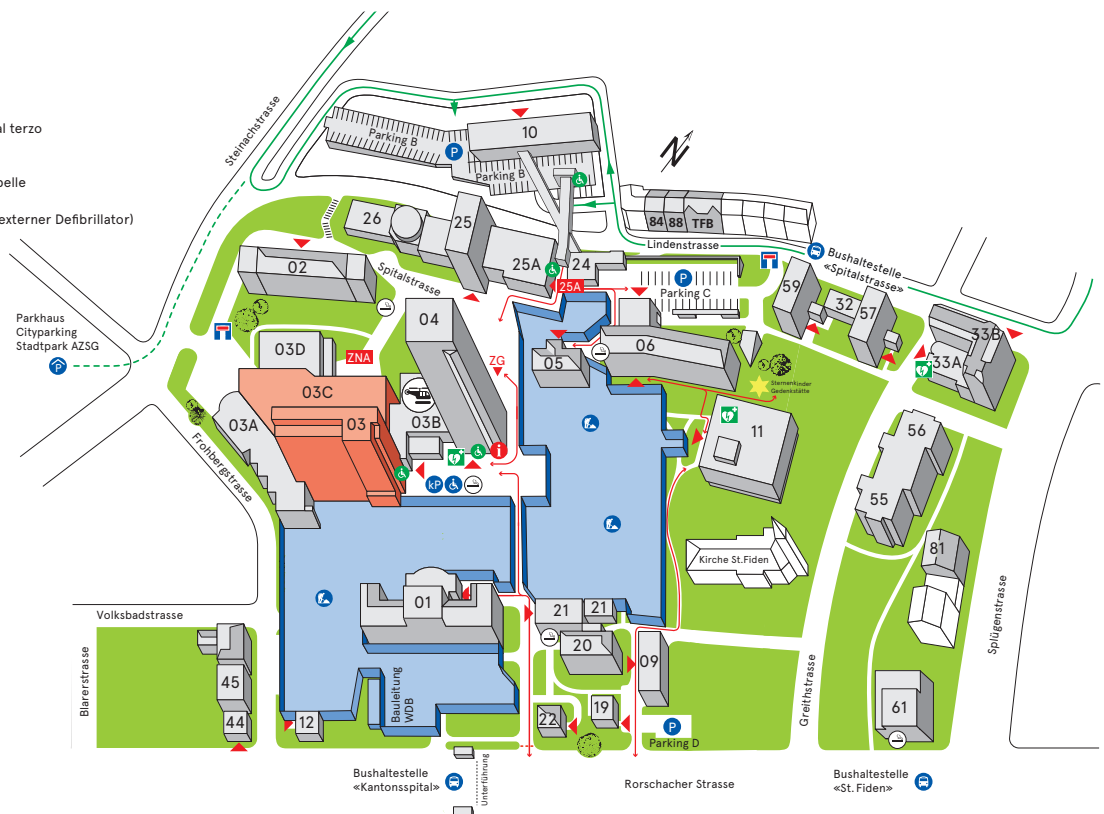 al terzo
pelle
externer Defibrillator)
Steinachstrasse
Parking B
P
10
Parking B
N
84
88
TFB
Lindenstrasse
Bushaltestelle
«Spitalstrasse»
26
25
25A
24
25A
P
Parking C
02
Spitalstrasse
59
32
57
33B
33A
Parkhaus
Cityparking
Stadtpark AZSG
P
04
05
06
03D
ZNA
ZG
Sternenkinder
Gedenkstätte
03C
03
03B
03A
i
kP
11
56
55
Frohbergstrasse
Kirche St.Fiden
81
01
21
21
20
09
Volksbadstrasse
Blarerstrasse
45
44
12
Bauleitung
WDB
22
19
P
Parking D
Greithstrasse
Splügenstrasse
61
Bushaltestelle
«Kantonsspital»
Unterführung
Rorschacher Strasse
Bushaltestelle
«St. Fiden»